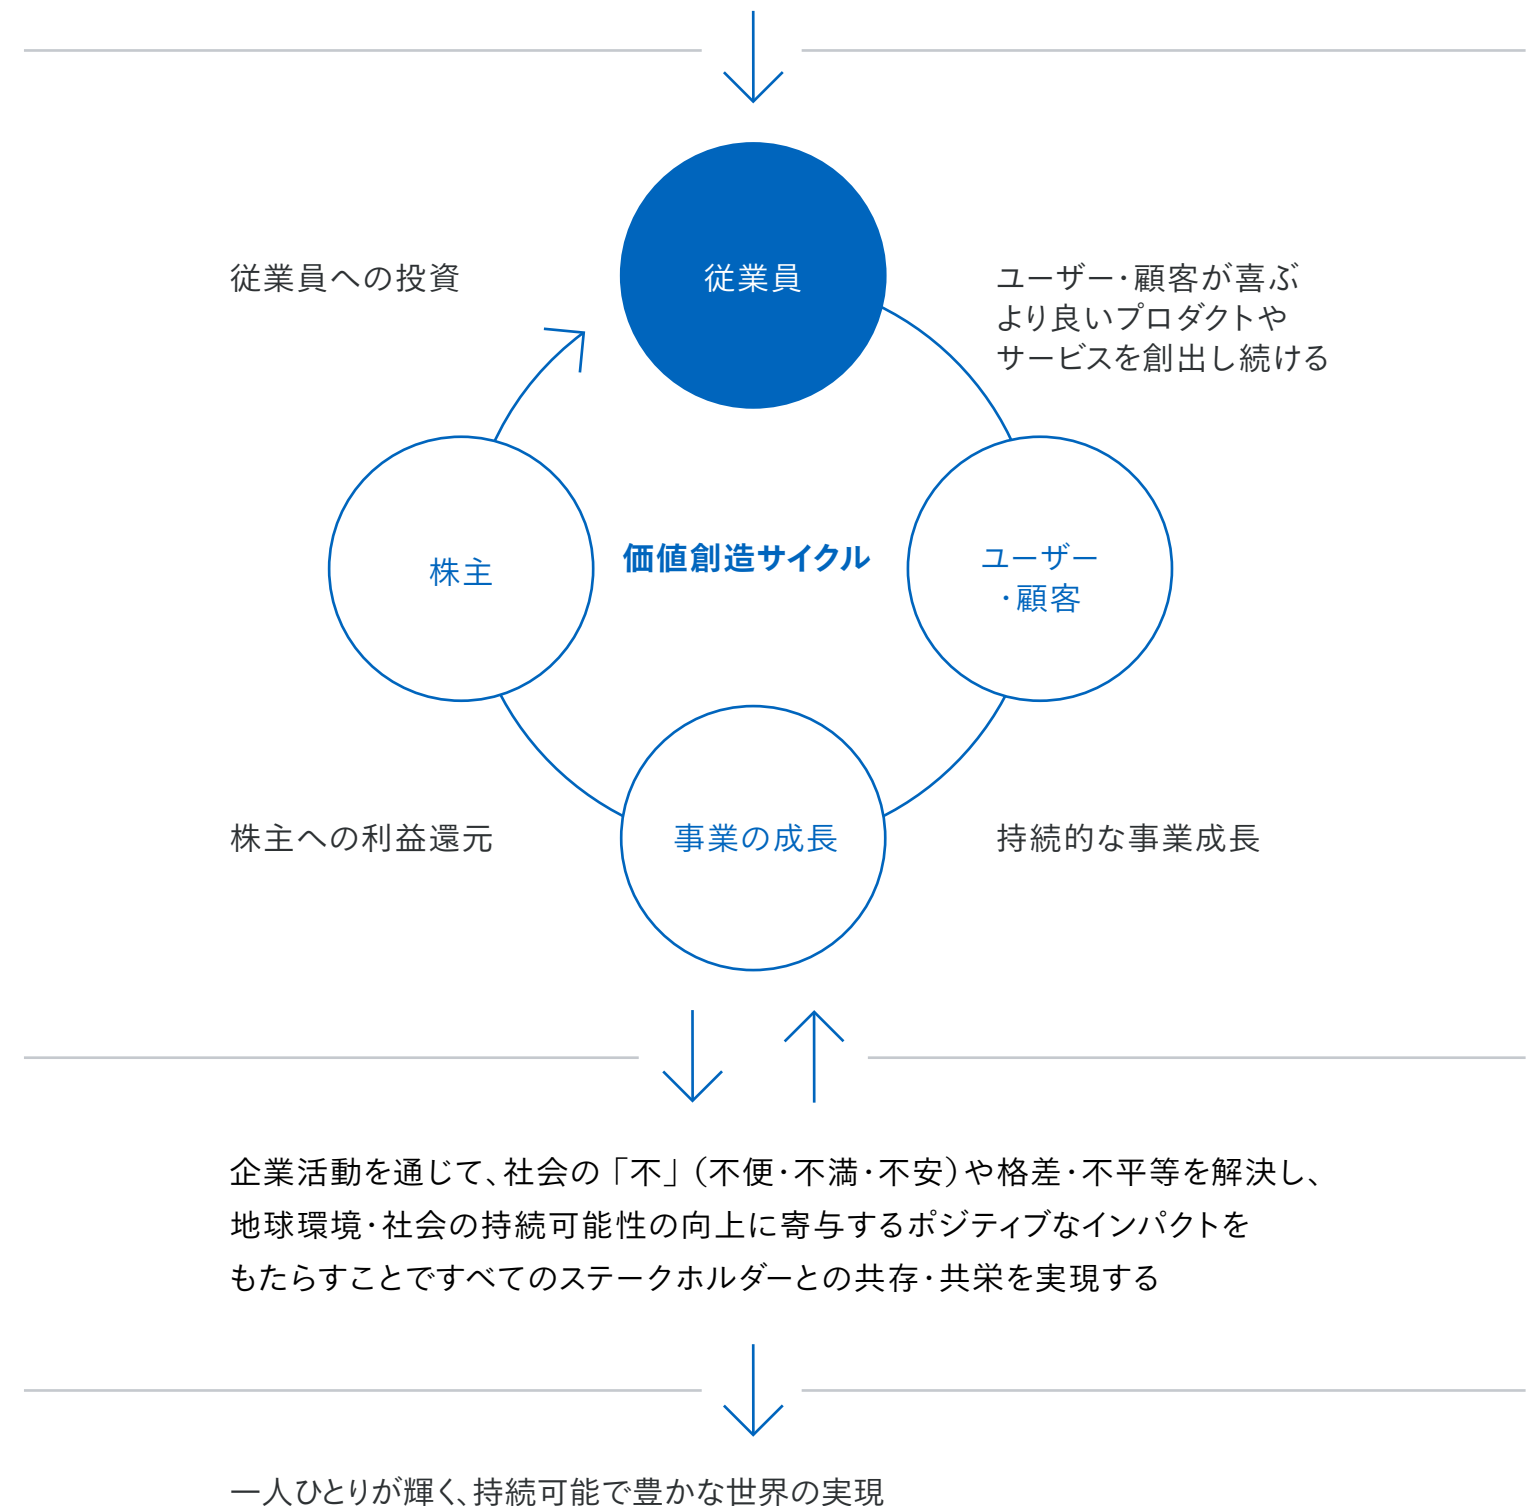 従業員への投資
従業員
ユーザー・顧客が喜ぶ
より良いプロダクトや
サービスを創出し続ける
株主
価値創造サイクル
ユーザー
・顧客
株主への利益還元
事業の成長
持続的な事業成長
企業活動を通じて、社会の「不」（不便・不満・不安）や格差・不平等を解決し、
地球環境・社会の持続可能性の向上に寄与するポジティブなインパクトを
もたらすことですべてのステークホルダーとの共存・共栄を実現する
一人ひとりが輝く、持続可能で豊かな世界の実現